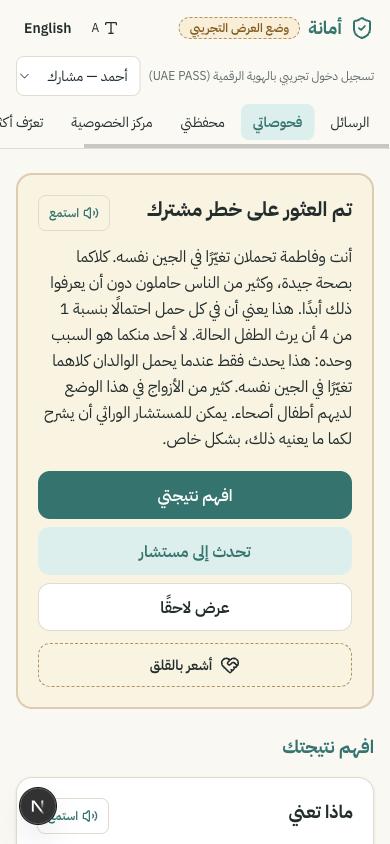 أمانة
وضع العرض التجريبي
A T
English
تسجيل دخول تجريبي بالهوية الرقمية (UAE PASS)
أحمد — مشارك
الرسائل
فحوصاتي
محفظتي
مركز الخصوصية
تعرّف أكث
تم العثور على خطر مشترك
استمع
أنت وفاطمة تحملان تغيّرًا في الجين نفسه. كلاكما
بصحة جيدة، وكثير من الناس حاملون دون أن يعرفوا
ذلك أبدًا. هذا يعني أن في كل حمل احتمالًا بنسبة 1
من 4 أن يرث الطفل الحالة. لا أحد منكما هو السبب
وحده: هذا يحدث فقط عندما يحمل الوالدان كلاهما
تغيّرًا في الجين نفسه. كثير من الأزواج في هذا الوضع
لديهم أطفال أصحاء. يمكن للمستشار الوراثي أن يشرح
لكما ما يعنيه ذلك، بشكل خاص.
افهم نتيجتي
تحدث إلى مستشار
عرض لاحقًا
أشعر بالقلق
افهم نتيجتك
ماذا تعني
استمع
N